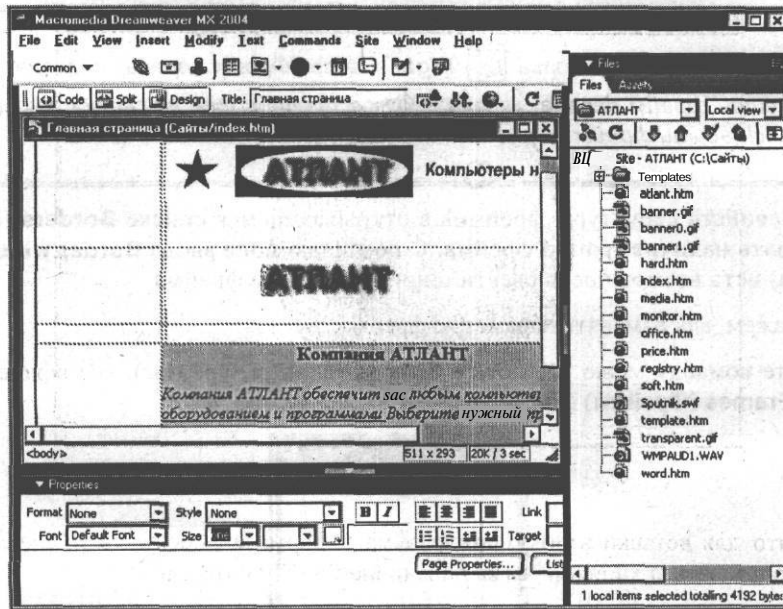 Macromedia Dreamweaver MX 2004
File Edit View Insert Modify Text Commands Site Window Help
Common
Code Split Design Title: Главная страница
Главная страница (Сайты/index.htm)
АТЛАНТ Компьютеры н
АТЛАНТ
Компания АТЛАНТ
Компания АТЛАНТ обеспечит sac любым компьютер
оборудованием и программами Выберите нужный пр
<body> 511 x 293 20K / 3 sec
Properties
Format None Style None B I Link
Font Default Font Size Target
Page Properties... List
Files
Files Assets
АТЛАНТ Local view
ВЦ Site - АТЛАНТ (C:\Сайты)
Templates
atlant.htm
banner.gif
banner0.gif
banner1.gif
hard.htm
index.htm
media.htm
monitor.htm
office.htm
price.htm
registry.htm
soft.htm
Sputnik.swf
template.htm
transparent.gif
WMPAUD1.WAV
word.htm
1 local items selected totalling 4192 bytes